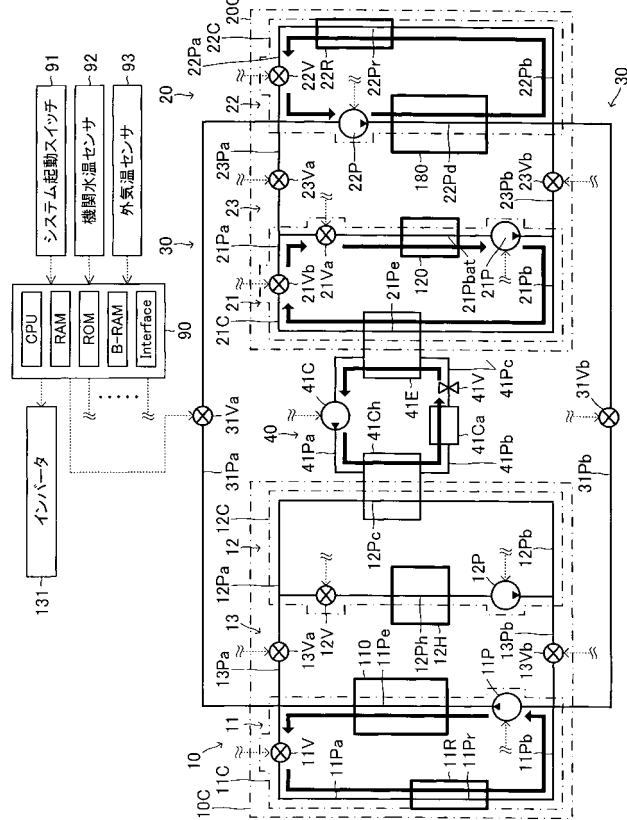 システム起動スイッチ
91
機関水温センサ
92
外気温センサ
93
CPU
RAM
ROM
B-RAM
Interface
90
インバータ
131
20
30
30
20C
22C
22Pa
22R
22Pr
22V
22
22P
22Pb
180
22Pd
23Pa
23Va
23
23Vb
23Pb
21Pa
21Vb
21Va
21
21C
21Pe
120
21Pbat
21P
21Pb
41C
40
41Pa
41Ch
41E
41V
41Pc
41Ca
41Pb
31Va
31Pa
31Vb
31Pb
12C
12Pc
12
12Pa
12V
12Ph
12H
12P
12Pb
13
13Va
13Pa
13Pb
13Vb
110
11Pe
11P
11
11V
11Pa
11R
11Pr
11Pb
10
11C
10C